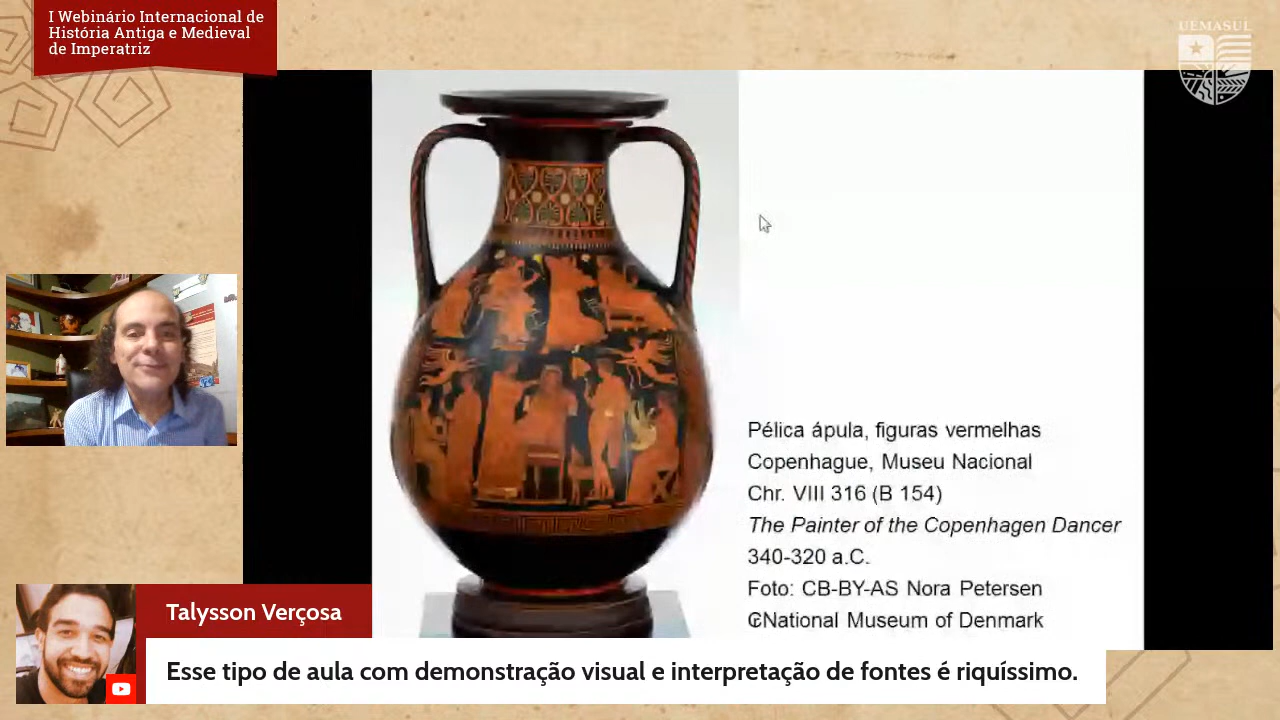 I Webinário Internacional de
História Antiga e Medieval
de Imperatriz
UEMASUL
Pélica ápula, figuras vermelhas
Copenhague, Museu Nacional
Chr. VIII 316 (B 154)
The Painter of the Copenhagen Dancer
340-320 a.C.
Foto: CB-BY-AS Nora Petersen
©National Museum of Denmark
Talysson Verçosa
Esse tipo de aula com demonstração visual e interpretação de fontes é riquíssimo.